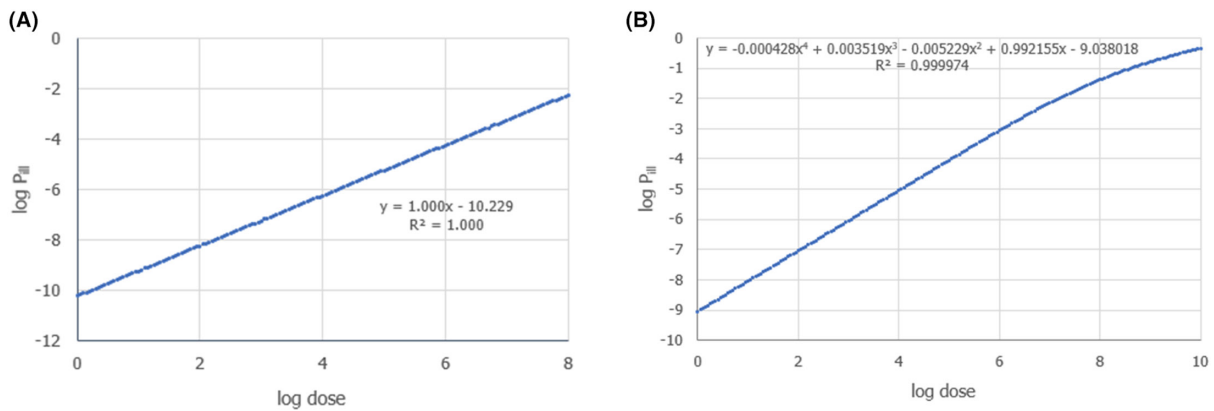 (A)
0
-2
-4
-6
-8
-10
-12
log Pill
y = 1.000x - 10.229
R² = 1.000
0 2 4 6 8
log dose
(B)
0
-1
-2
-3
-4
-5
-6
-7
-8
-9
-10
log Pill
y = -0.000428x⁴ + 0.003519x³ - 0.005229x² + 0.992155x - 9.038018
R² = 0.999974
0 2 4 6 8 10
log dose